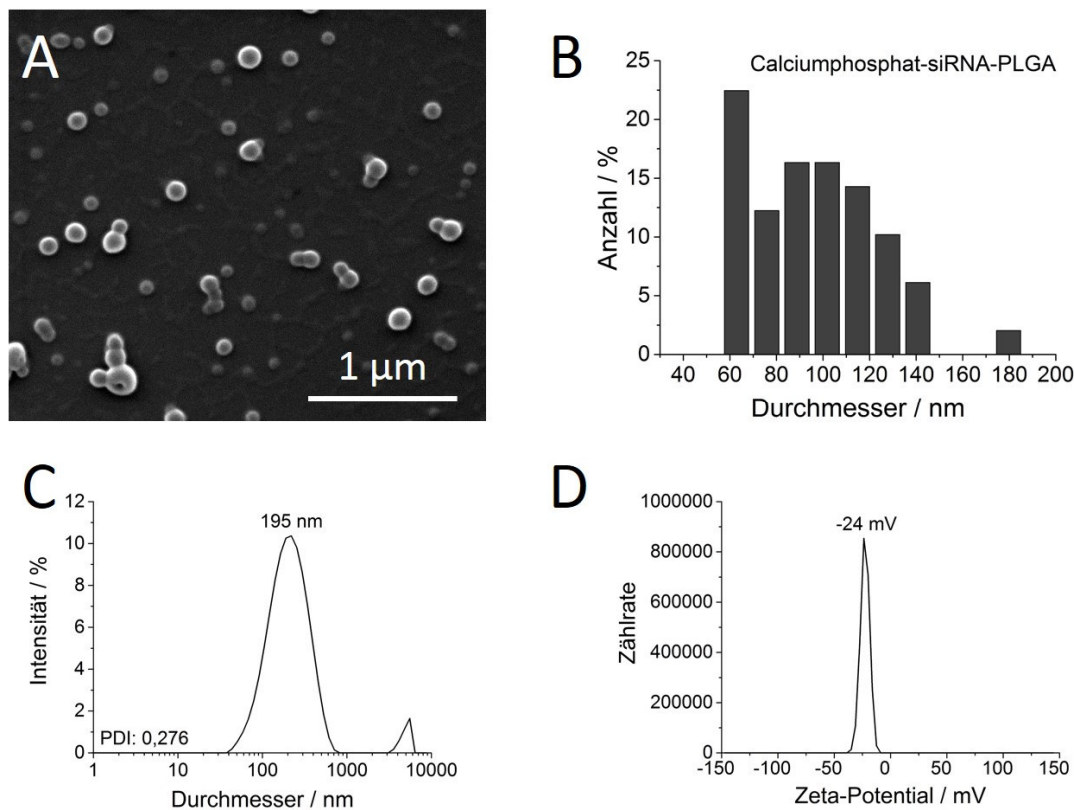 A
1 µm
B
Calciumphosphat-siRNA-PLGA
25
20
15
10
5
0
Anzahl / %
40 60 80 100 120 140 160 180 200
Durchmesser / nm
C
12
10
8
6
4
2
0
Intensität / %
195 nm
PDI: 0,276
1 10 100 1000 10000
Durchmesser / nm
D
1000000
800000
600000
400000
200000
0
Zählrate
-24 mV
-150 -100 -50 0 50 100 150
Zeta-Potential / mV